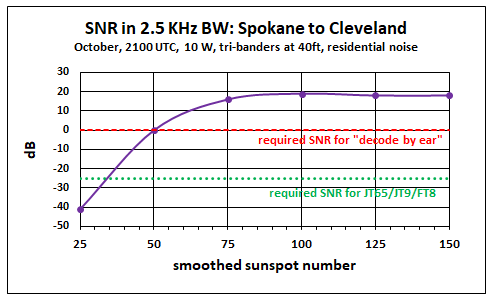 SNR in 2.5 KHz BW: Spokane to Cleveland
October, 2100 UTC, 10 W, tri-banders at 40ft, residential noise
30
20
10
0
-10
-20
-30
-40
-50
dB
required SNR for "decode by ear"
required SNR for JT65/JT9/FT8
25 50 75 100 125 150
smoothed sunspot number